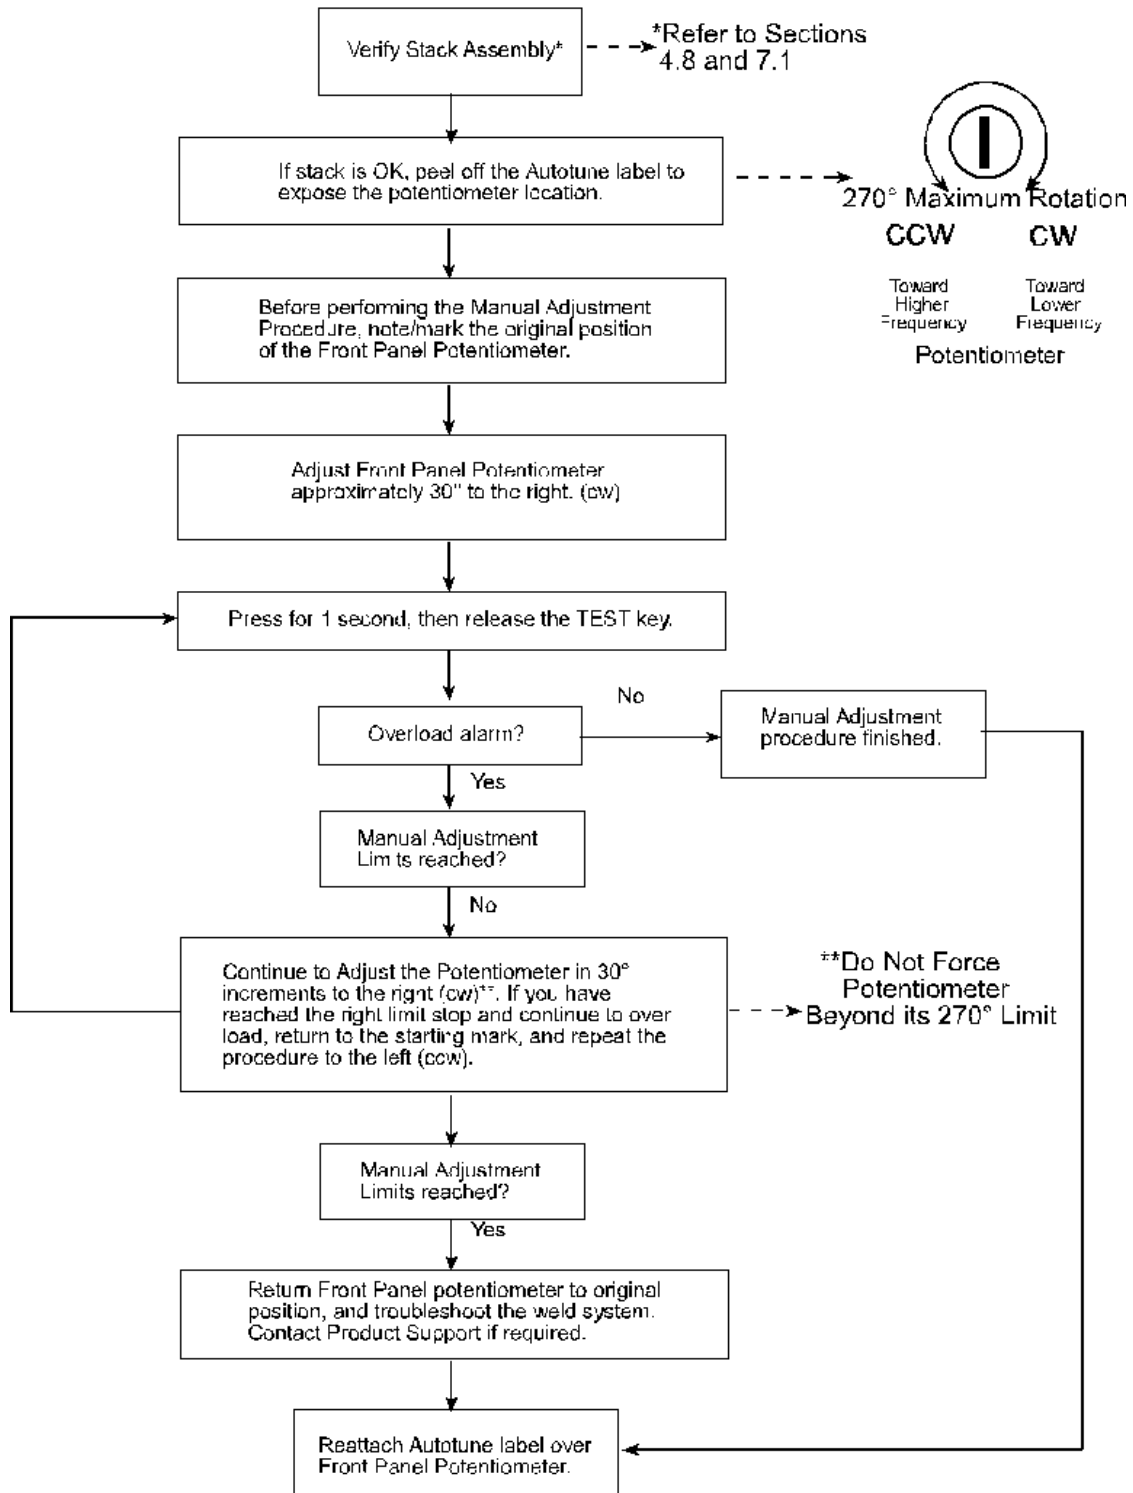 Verify Stack Assembly*
*Refer to Sections
4.8 and 7.1
If stack is OK, peel off the Autotune label to
expose the potentiometer location.
270° Maximum Rotation
CCW
CW
Toward
Higher
Frequency
Toward
Lower
Frequency
Potentiometer
Before performing the Manual Adjustment
Procedure, note/mark the original position
of the Front Panel Potentiometer.
Adjust Front Panel Potentiometer
approximately 30° to the right. (cw)
Press for 1 second, then release the TEST key.
Overload alarm?
No
Manual Adjustment
procedure finished.
Yes
Manual Adjustment
Limits reached?
No
Continue to Adjust the Potentiometer in 30°
increments to the right (cw)**. If you have
reached the right limit stop and continue to over
load, return to the starting mark, and repeat the
procedure to the left (ccw).
**Do Not Force
Potentiometer
Beyond its 270° Limit
Manual Adjustment
Limits reached?
Yes
Return Front Panel potentiometer to original
position, and troubleshoot the weld system.
Contact Product Support if required.
Reattach Autotune label over
Front Panel Potentiometer.